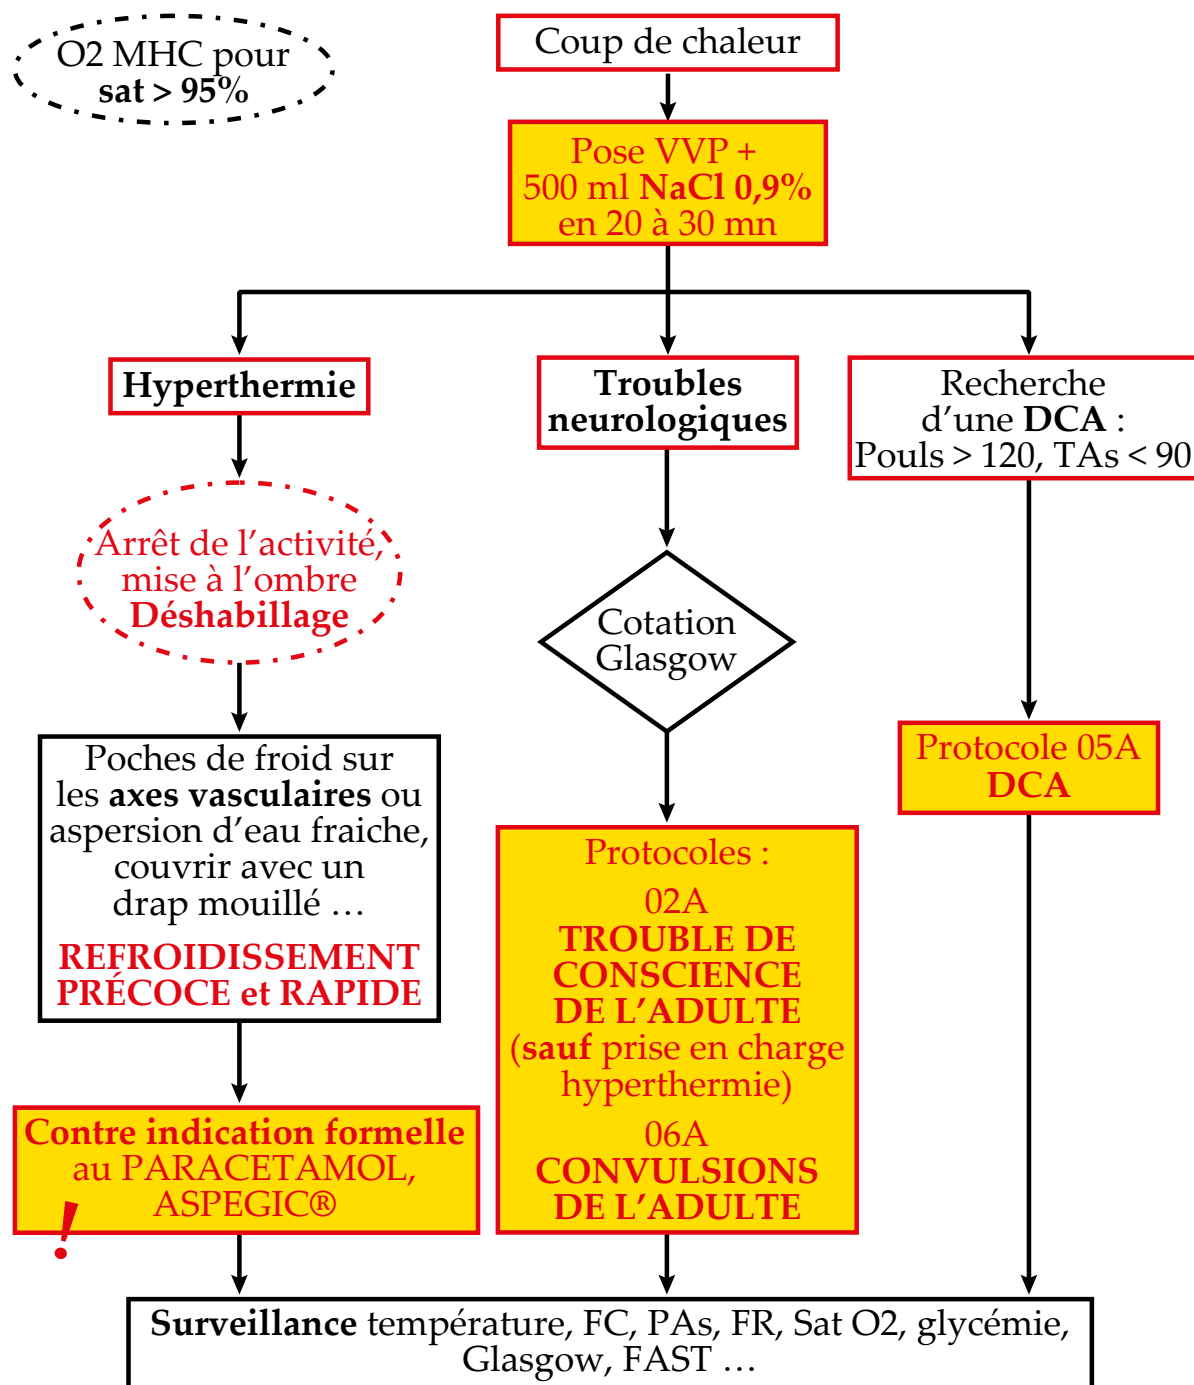 O2 MHC pour
sat > 95%
Coup de chaleur
Pose VVP +
500 ml NaCl 0,9%
en 20 à 30 mn
Hyperthermie
Troubles
neurologiques
Recherche
d’une DCA :
Pouls > 120, TAs < 90
Arrêt de l’activité,
mise à l’ombre
Déshabillage
Cotation
Glasgow
Poches de froid sur
les axes vasculaires ou
aspersion d’eau fraiche,
couvrir avec un
drap mouillé …
REFROIDISSEMENT
PRÉCOCE et RAPIDE
Protocole 05A
DCA
Protocoles :
02A
TROUBLE DE
CONSCIENCE
DE L’ADULTE
(sauf prise en charge
hyperthermie)
06A
CONVULSIONS
DE L’ADULTE
Contre indication formelle
au PARACETAMOL,
ASPEGIC®
!
Surveillance température, FC, PAs, FR, Sat O2, glycémie,
Glasgow, FAST …